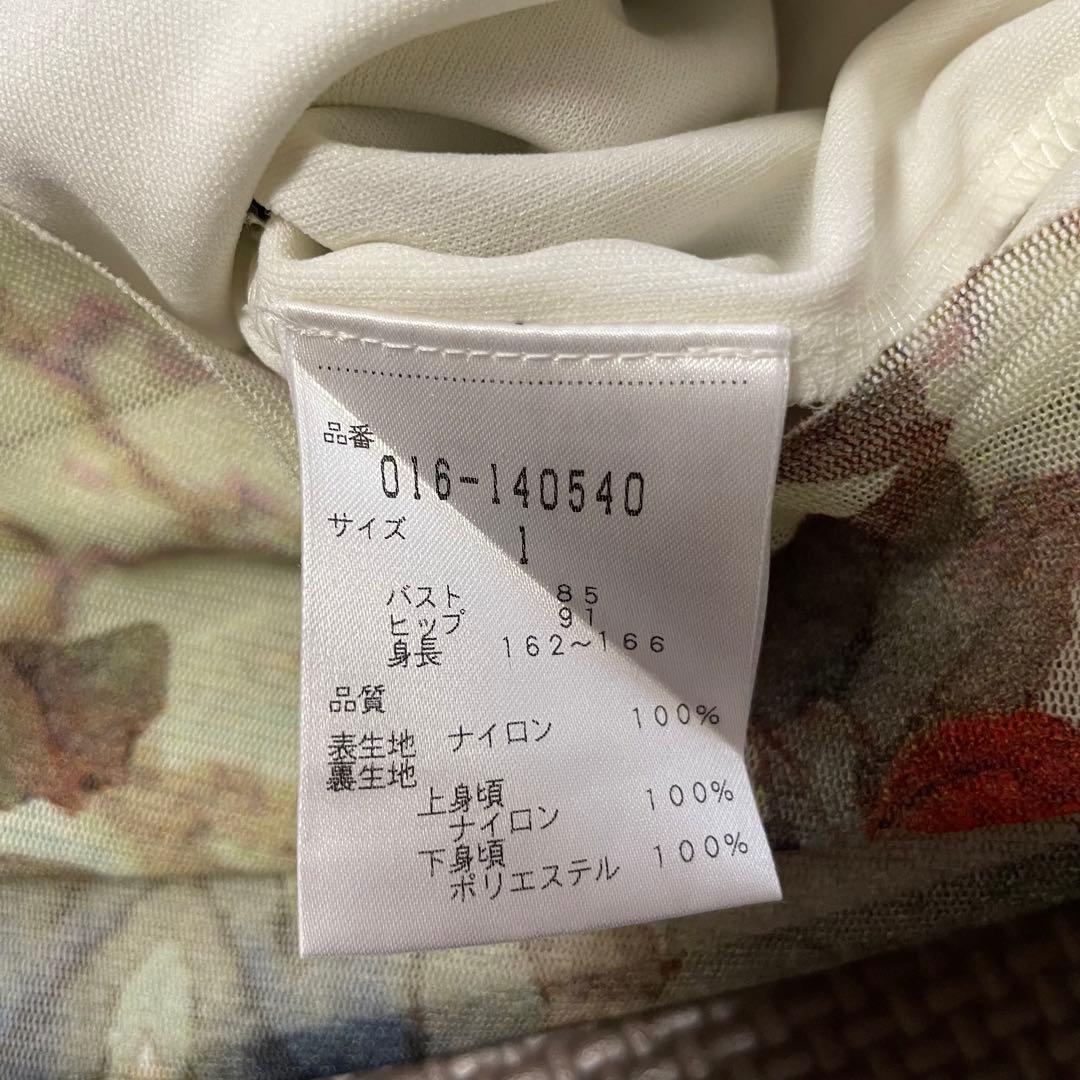 品番
016-140540
サイズ 1
バスト 85
ヒップ 91
身長 162～166
品質
表生地 ナイロン 100%
裏生地
上身頃
ナイロン 100%
下身頃
ポリエステル 100%